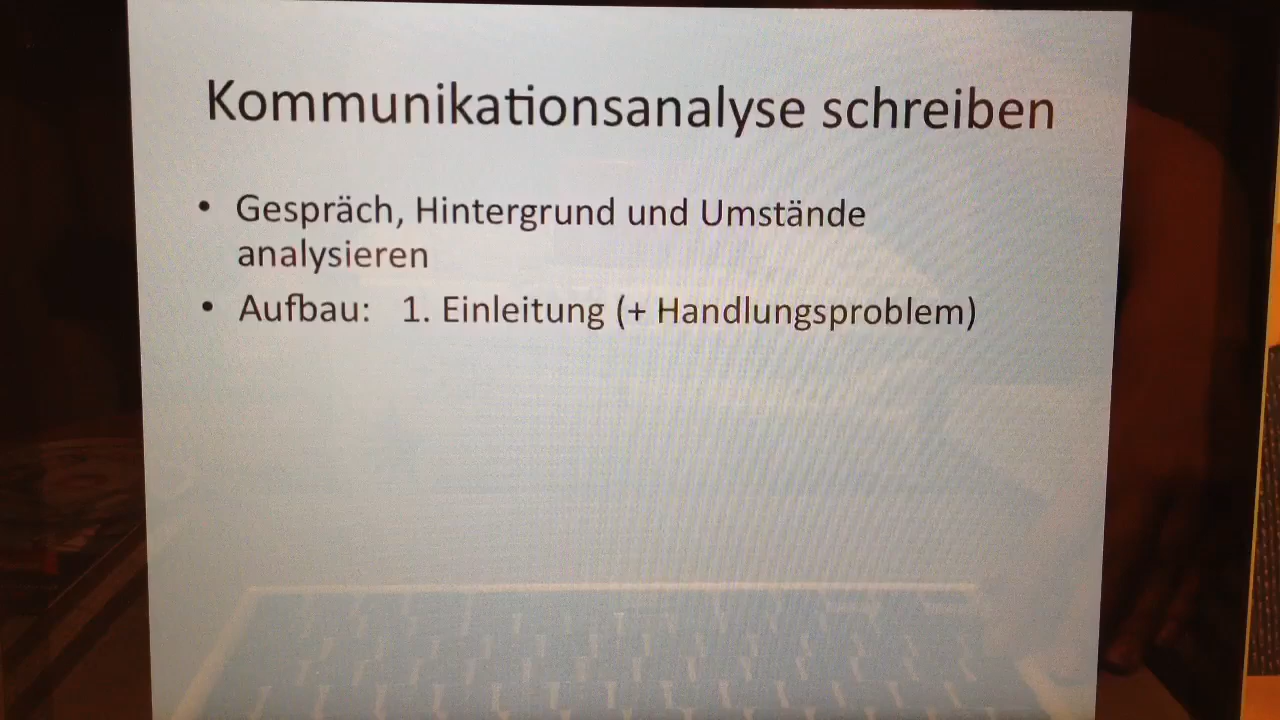 Kommunikationsanalyse schreiben
• Gespräch, Hintergrund und Umstände
analysieren
• Aufbau: 1. Einleitung (+ Handlungsproblem)